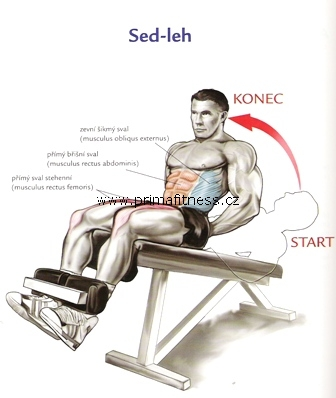 Sed-leh
KONEC
zevní šikmý sval
(musculus obliquus externus)
přímý břišní sval
(musculus rectus abdominis)
přímý sval stehenní
(musculus rectus femoris)
www.primafitness.cz
START